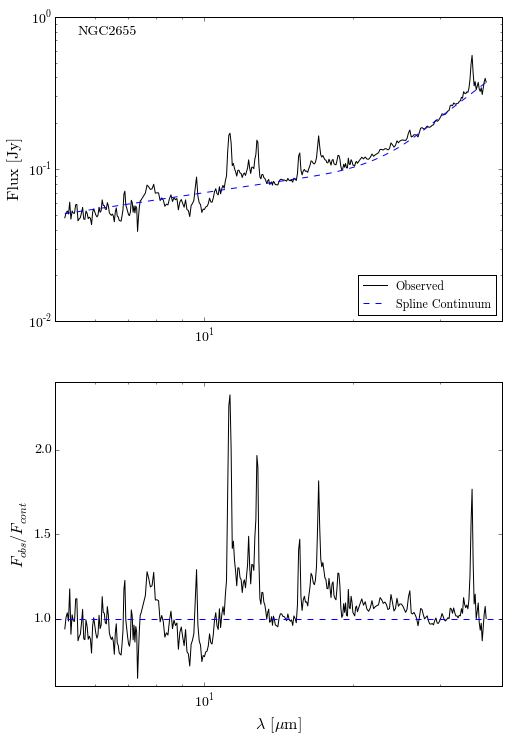 10^0
NGC2655
Flux [Jy]
10^-1
Observed
Spline Continuum
10^-2
10^1
2.0
F_obs/F_cont
1.5
1.0
10^1
λ [μm]